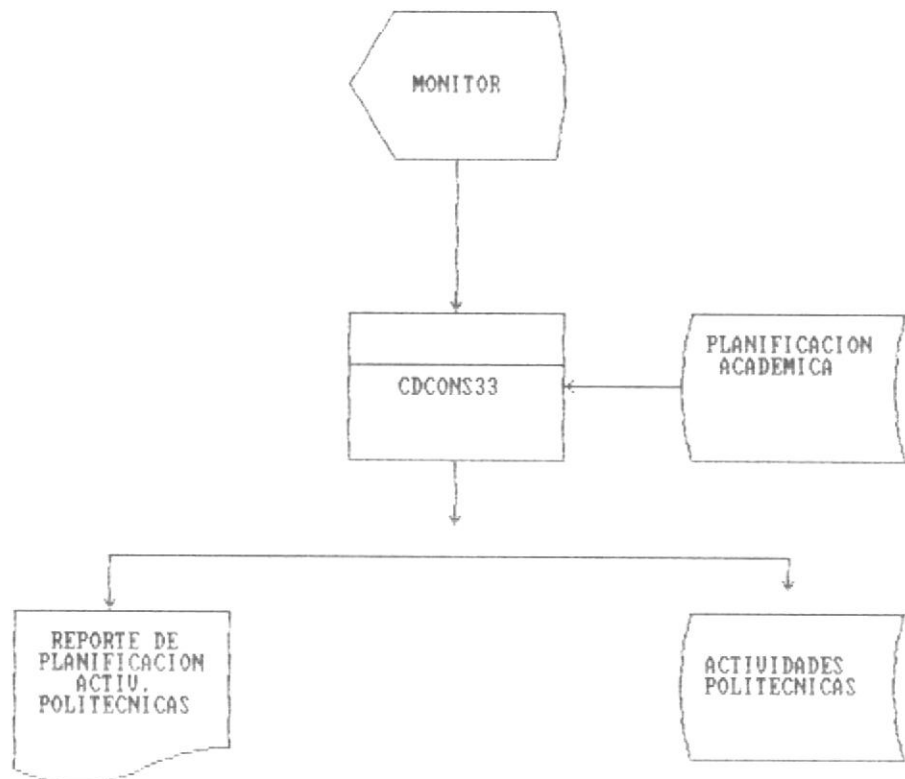 MONITOR
CDCONS33
PLANIFICACION
ACADEMICA
REPORTE DE
PLANIFICACION
ACTIV.
POLITECNICAS
ACTIVIDADES
POLITECNICAS